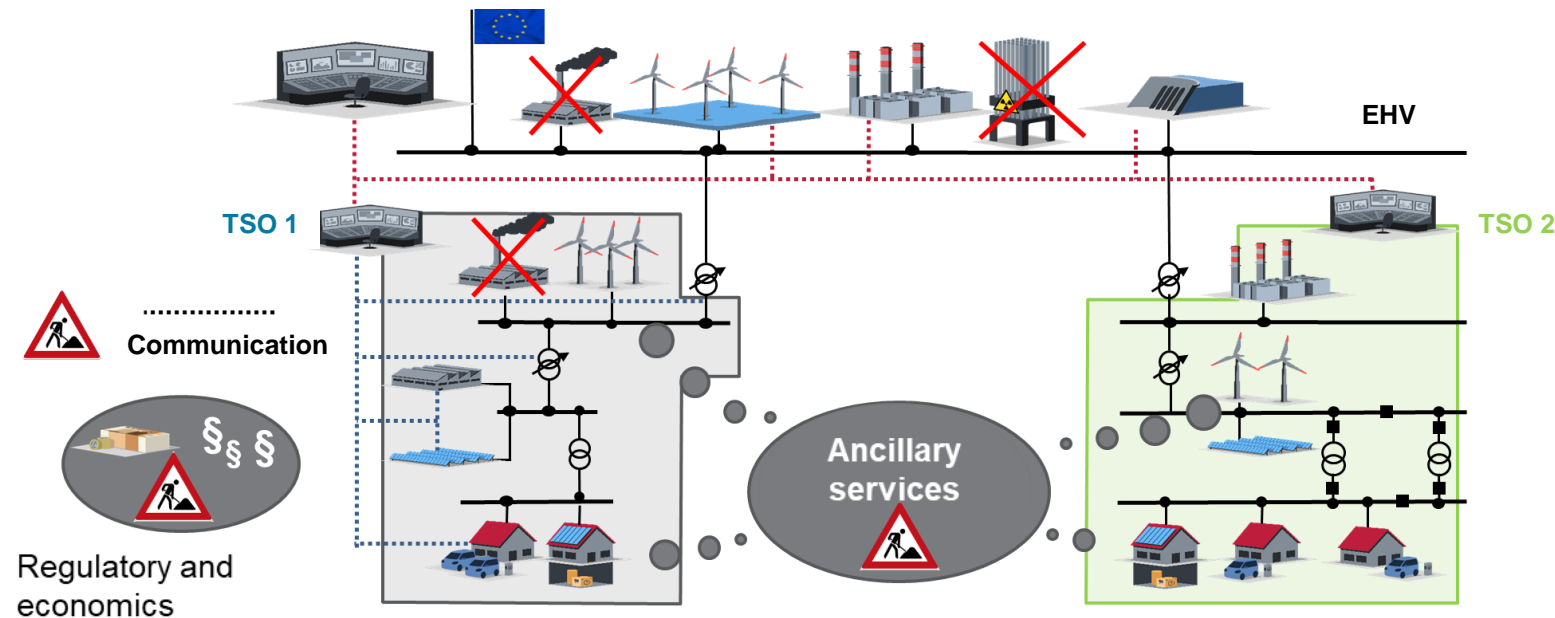 EHV
TSO 1
TSO 2
Communication
§ § §
Ancillary
services
Regulatory and
economics